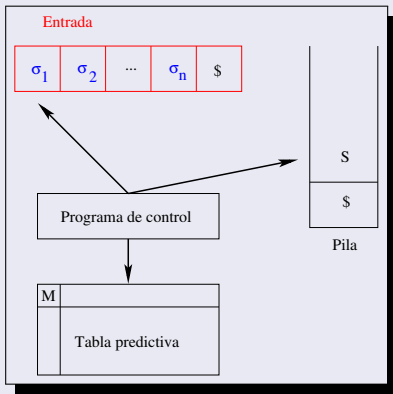 Entrada
σ1 σ2 ... σn $
S
$
Programa de control
Pila
M
Tabla predictiva